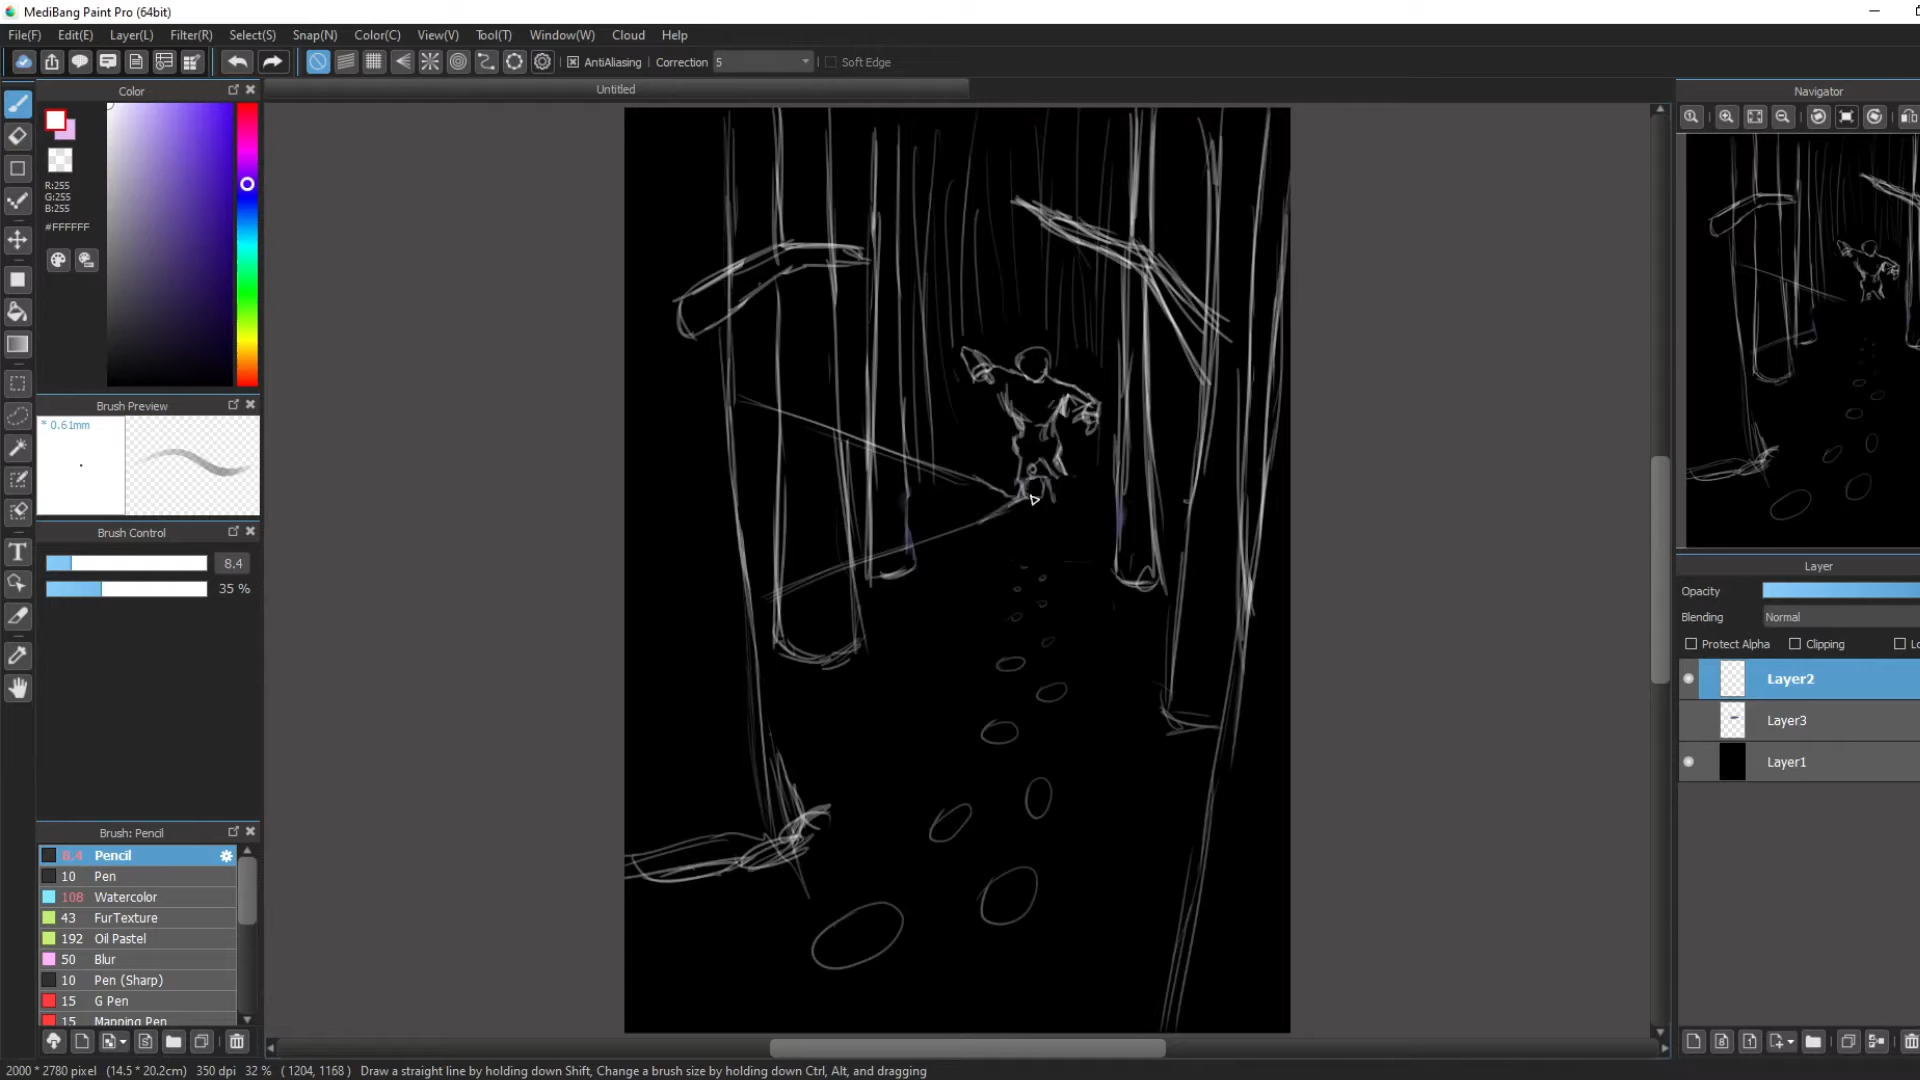 MediBang Paint Pro (64bit)
File(F) Edit(E) Layer(L) Filter(R) Select(S) Snap(N) Color(C) View(V) Tool(T) Window(W) Cloud Help
AntiAliasing Correction 5 Soft Edge
Color
Untitled
Navigator
R:255
G:255
B:255
#FFFFFF
Brush Preview
* 0.61mm
Brush Control
8.4
35 %
Layer
Opacity
Blending Normal
Protect Alpha Clipping
Layer2
Layer3
Layer1
Brush: Pencil
8.4 Pencil
10 Pen
108 Watercolor
43 FurTexture
192 Oil Pastel
50 Blur
10 Pen (Sharp)
15 G Pen
15 Mapping Pen
2000 * 2780 pixel (14.5 * 20.2cm) 350 dpi 32 % ( 1204, 1168 ) Draw a straight line by holding down Shift, Change a brush size by holding down Ctrl, Alt, and dragging